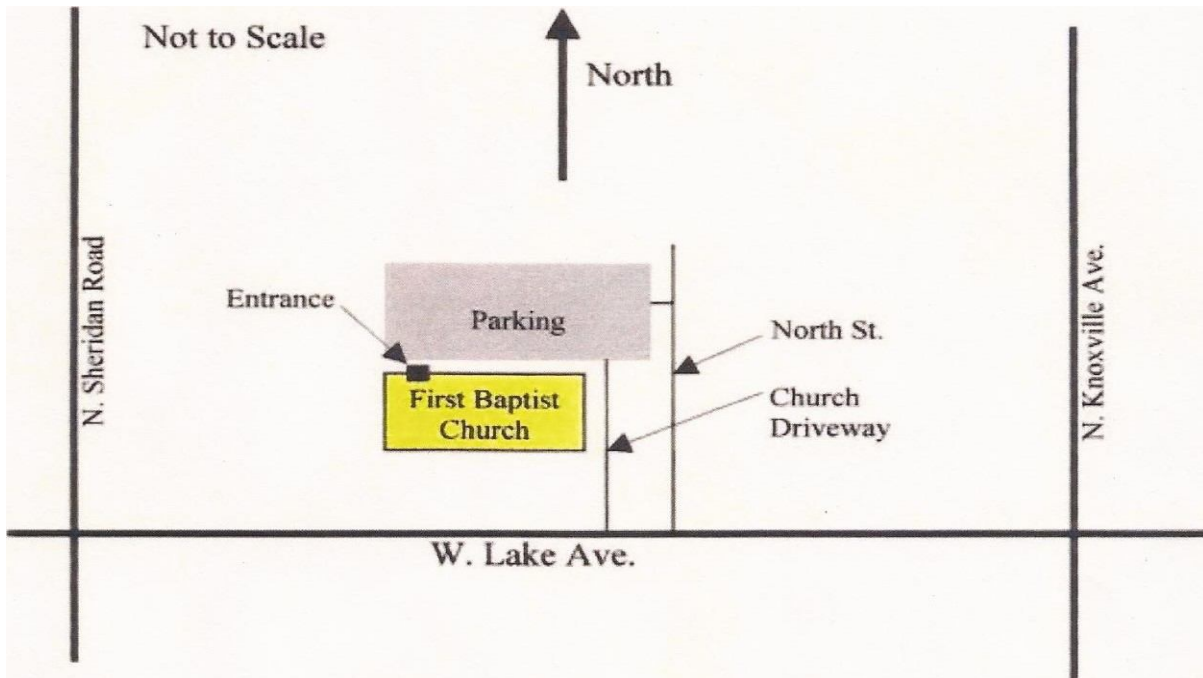 Not to Scale
North
N. Sheridan Road
Entrance
Parking
North St.
N. Knoxville Ave.
First Baptist
Church
Church
Driveway
W. Lake Ave.